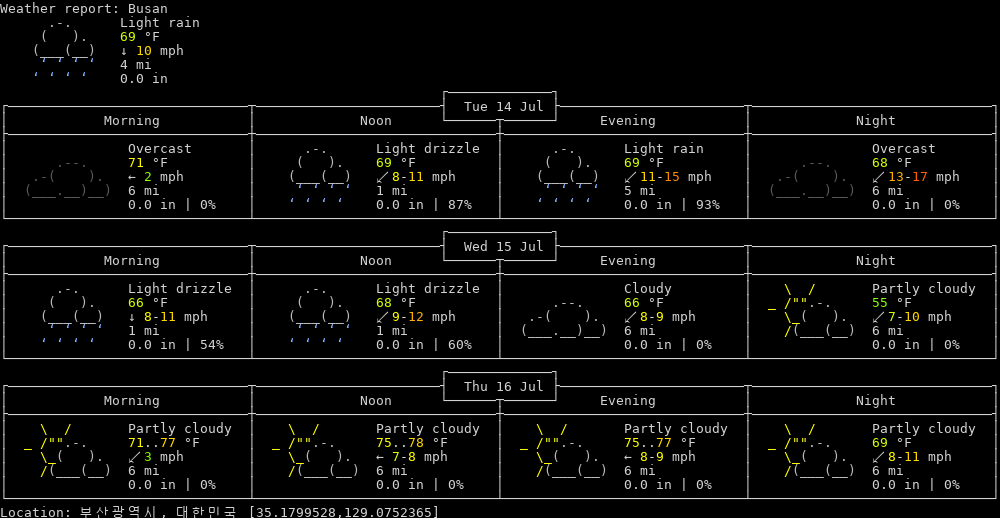 Weather report: Busan
Light rain
69 °F
↓ 10 mph
4 mi
0.0 in
Tue 14 Jul
Morning Noon Evening Night
Overcast Light drizzle Light rain Overcast
71 °F 69 °F 69 °F 68 °F
← 2 mph ↙ 8-11 mph ↙ 11-15 mph ↙ 13-17 mph
6 mi 1 mi 5 mi 6 mi
0.0 in | 0% 0.0 in | 87% 0.0 in | 93% 0.0 in | 0%
Wed 15 Jul
Morning Noon Evening Night
Light drizzle Light drizzle Cloudy Partly cloudy
66 °F 68 °F 66 °F 55 °F
↓ 8-11 mph ↙ 9-12 mph ↙ 8-9 mph ↙ 7-10 mph
1 mi 1 mi 6 mi 6 mi
0.0 in | 54% 0.0 in | 60% 0.0 in | 0% 0.0 in | 0%
Thu 16 Jul
Morning Noon Evening Night
Partly cloudy Partly cloudy Partly cloudy Partly cloudy
71..77 °F 75..78 °F 75..77 °F 69 °F
↙ 3 mph ← 7-8 mph ← 8-9 mph ↙ 8-11 mph
6 mi 6 mi 6 mi 6 mi
0.0 in | 0% 0.0 in | 0% 0.0 in | 0% 0.0 in | 0%
Location: 부산광역시, 대한민국 [35.1799528,129.0752365]